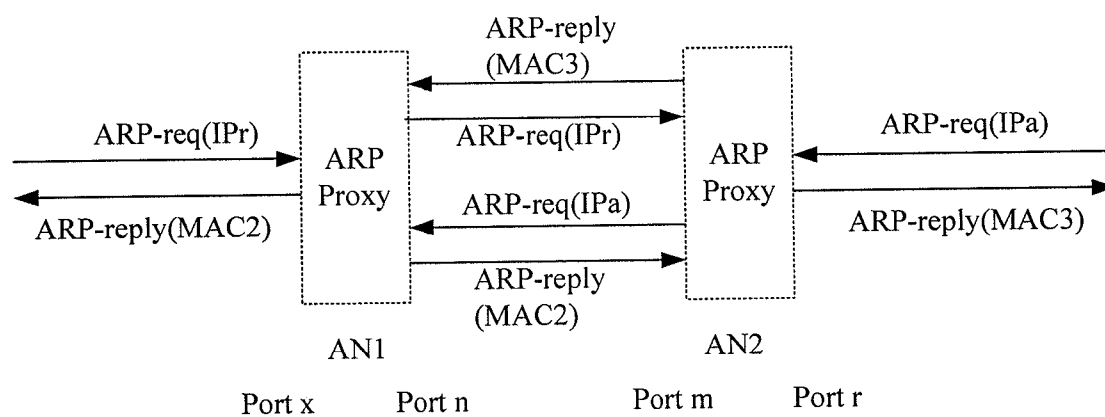 ARP-reply
(MAC3)
ARP-req(IPr)
ARP-req(IPr)
ARP-req(IPa)
ARP
Proxy
ARP
Proxy
ARP-reply(MAC2)
ARP-req(IPa)
ARP-reply(MAC3)
ARP-reply
(MAC2)
AN1
AN2
Port x
Port n
Port m
Port r